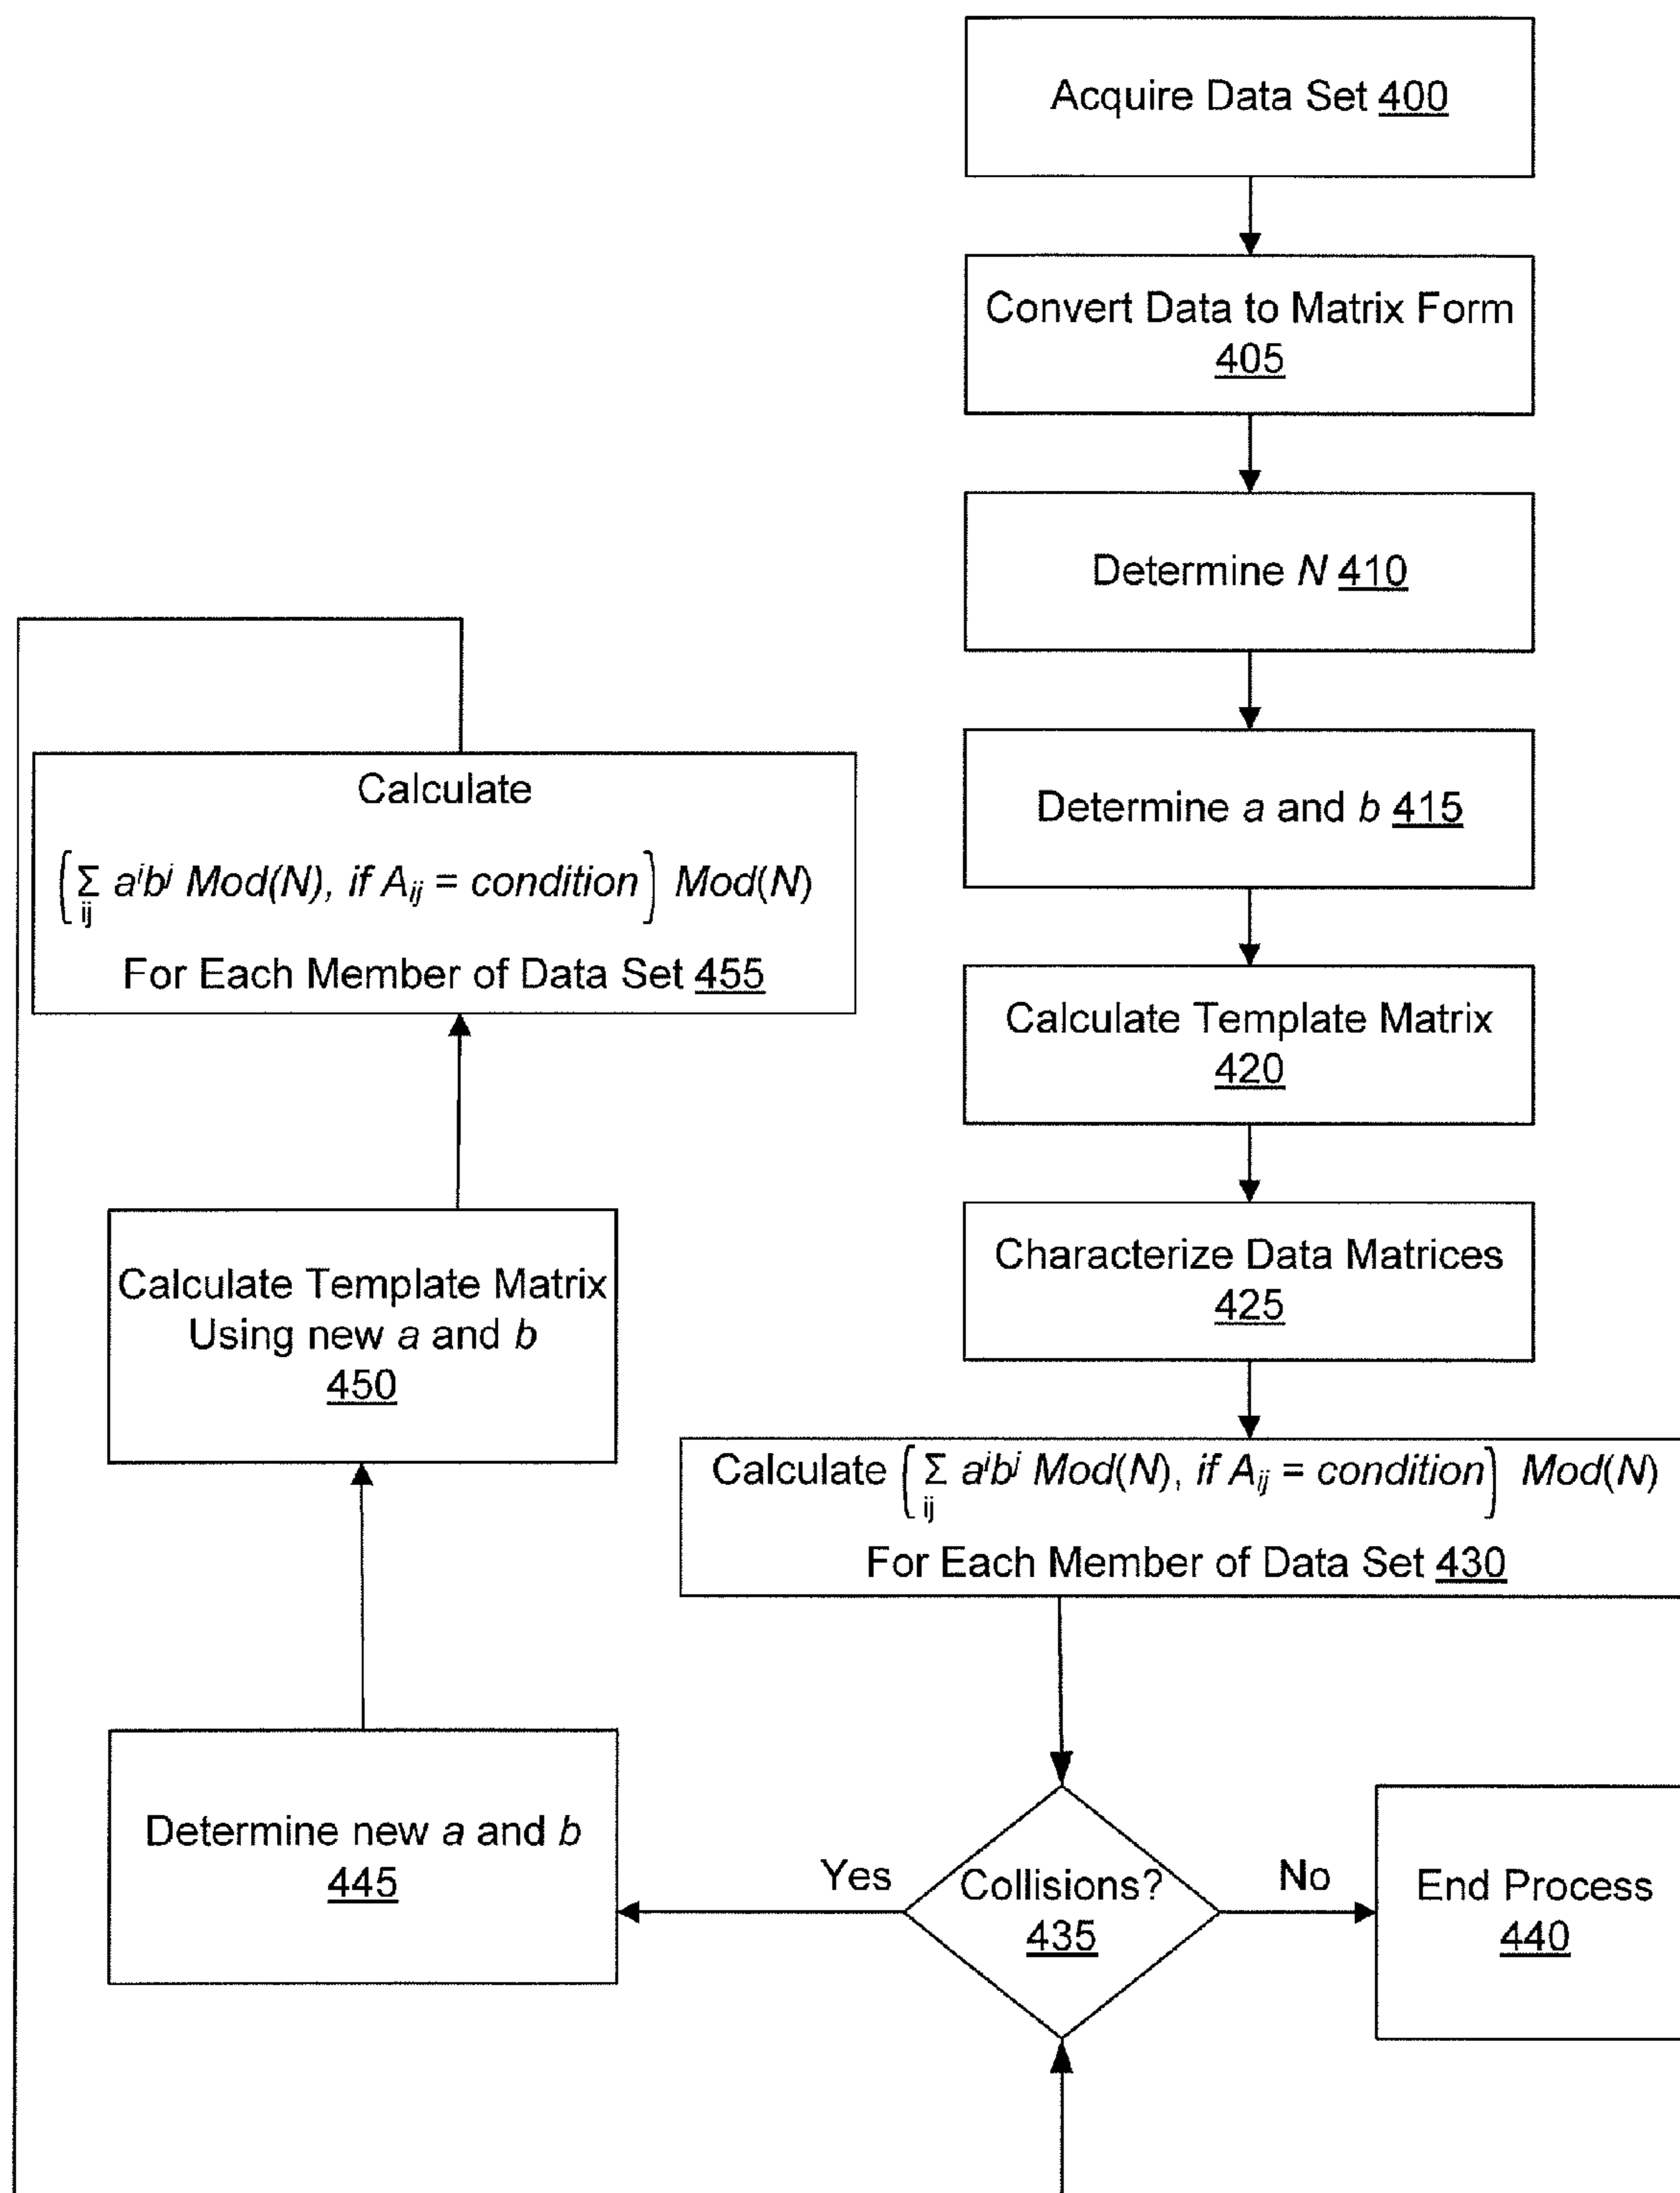 Acquire Data Set 400
Convert Data to Matrix Form
405
Determine N 410
Determine a and b 415
Calculate Template Matrix
420
Characterize Data Matrices
425
Calculate ( Σ aⁱbʲ Mod(N), if Aᵢⱼ = condition ) Mod(N)
ij
For Each Member of Data Set 430
Collisions?
435
Yes
No
End Process
440
Determine new a and b
445
Calculate Template Matrix
Using new a and b
450
Calculate
( Σ aⁱbʲ Mod(N), if Aᵢⱼ = condition ) Mod(N)
ij
For Each Member of Data Set 455